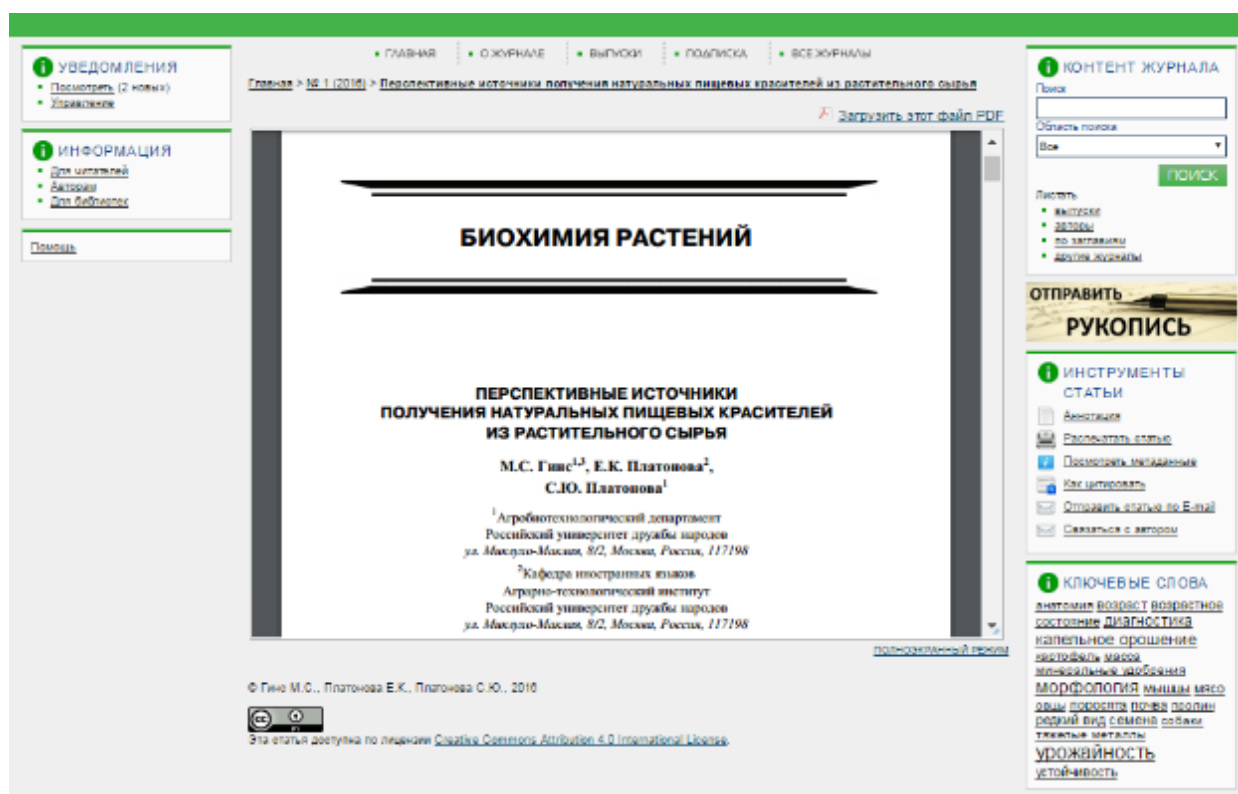 ГЛАВНАЯ О ЖУРНАЛЕ ВЫПУСКИ ПОДПИСКА ВСЕ ЖУРНАЛЫ
Главная > № 1 (2016) > Перспективные источники получения натуральных пищевых красителей из растительного сырья
УВЕДОМЛЕНИЯ
Посмотреть (2 новых)
Управление
ИНФОРМАЦИЯ
Для читателей
Авторам
Для библиотек
Помощь
Загрузить этот файл PDF
БИОХИМИЯ РАСТЕНИЙ
ПЕРСПЕКТИВНЫЕ ИСТОЧНИКИ
ПОЛУЧЕНИЯ НАТУРАЛЬНЫХ ПИЩЕВЫХ КРАСИТЕЛЕЙ
ИЗ РАСТИТЕЛЬНОГО СЫРЬЯ
М.С. Гинс1,3, Е.К. Платонова2,
С.Ю. Платонова1
1Агробиотехнологический департамент
Российский университет дружбы народов
ул. Миклухо-Маклая, 8/2, Москва, Россия, 117198
2Кафедра иностранных языков
Аграрно-технологический институт
Российский университет дружбы народов
ул. Миклухо-Маклая, 8/2, Москва, Россия, 117198
ПОЛНОЭКРАННЫЙ РЕЖИМ
© Гинс М.С., Платонова Е.К., Платонова С.Ю., 2016
cc
BY
Эта статья доступна по лицензии Creative Commons Attribution 4.0 International License.
КОНТЕНТ ЖУРНАЛА
Поиск
Область поиска
Все
ПОИСК
Листать
выпуски
авторы
по заглавиям
другие журналы
ОТПРАВИТЬ
РУКОПИСЬ
ИНСТРУМЕНТЫ
СТАТЬИ
Аннотация
Распечатать статью
Посмотреть метаданные
Как цитировать
Отправить статью по E-mail
Связаться с автором
КЛЮЧЕВЫЕ СЛОВА
анатомия возраст возрастное
состояние диагностика
капельное орошение
картофель масса
минеральные удобрения
морфология мышцы мясо
овцы поросята почва пролин
редкий вид семена собаки
тяжелые металлы
урожайность
устойчивость